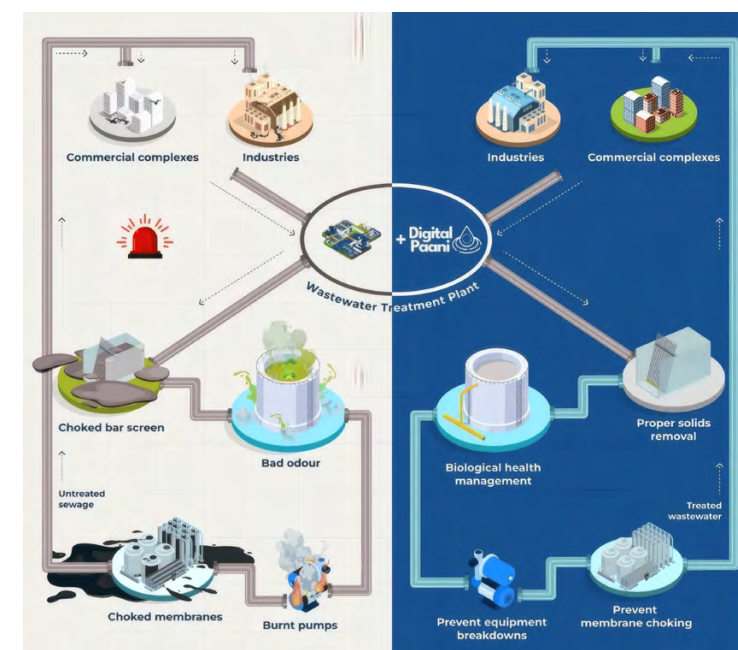 Commercial complexes
Industries
Industries
Commercial complexes
+ Digital
Paani
Wastewater Treatment Plant
Choked bar screen
Bad odour
Biological health
management
Proper solids
removal
Untreated
sewage
Treated
wastewater
Choked membranes
Burnt pumps
Prevent equipment
breakdowns
Prevent
membrane choking